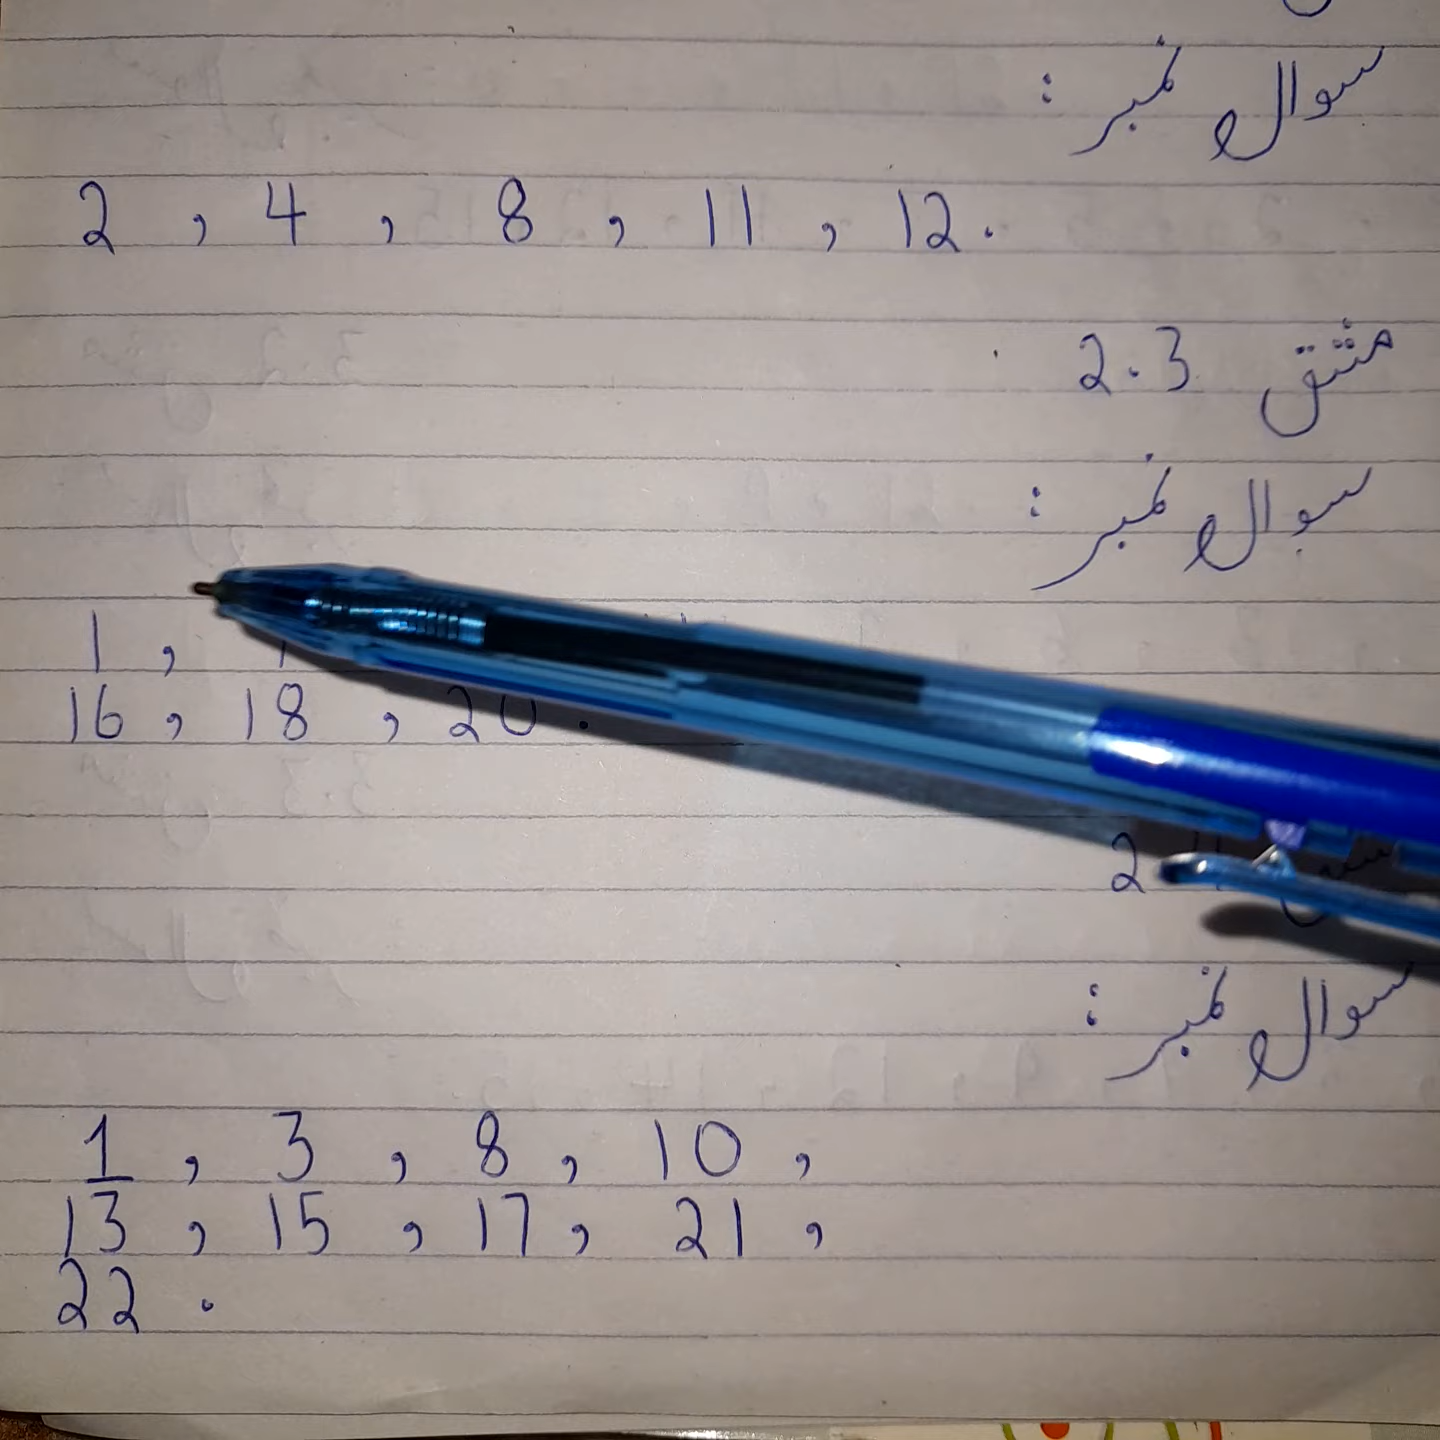 سوال نمبر :
2 , 4 , 8 , 11 , 12 .
مشق 2.3
سوال نمبر :
1 ,
16 , 18 , 20 .
2
سوال نمبر :
1 , 3 , 8 , 10 ,
13 , 15 , 17 , 21 ,
22 .